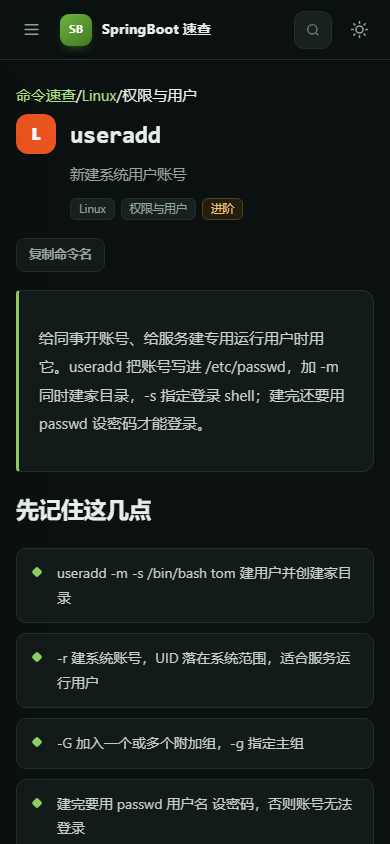 SB SpringBoot 速查
命令速查/Linux/权限与用户
L useradd
新建系统用户账号
Linux 权限与用户 进阶
复制命令名
给同事开账号、给服务建专用运行用户时用
它。useradd 把账号写进 /etc/passwd，加 -m
同时建家目录，-s 指定登录 shell；建完还要用
passwd 设密码才能登录。
先记住这几点
useradd -m -s /bin/bash tom 建用户并创建家目
录
-r 建系统账号，UID 落在系统范围，适合服务运
行用户
-G 加入一个或多个附加组，-g 指定主组
建完要用 passwd 用户名 设密码，否则账号无法
登录